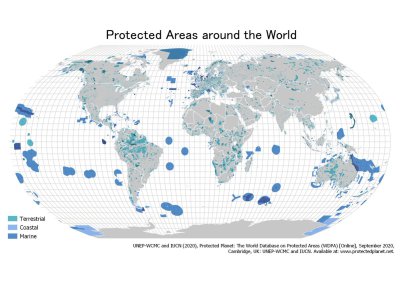 Protected Areas around the World
Terrestrial
Coastal
Marine
UNEP-WCMC and IUCN (2020), Protected Planet: The World Database on Protected Areas (WDPA) [Online], September 2020,
Cambridge, UK: UNEP-WCMC and IUCN. Available at: www.protectedplanet.net.